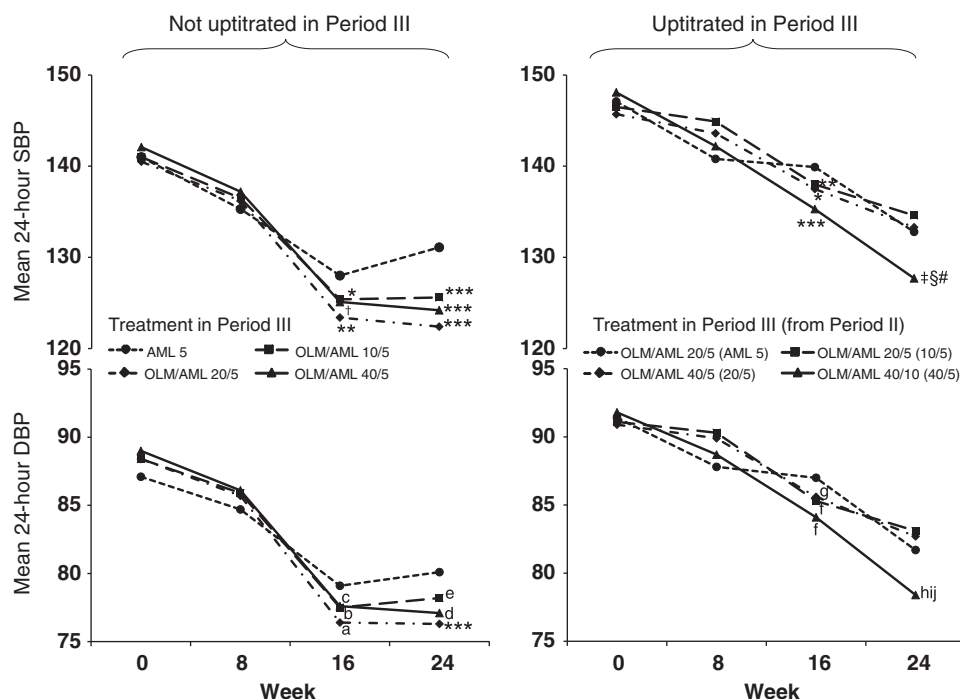 Not uptitrated in Period III
Uptitrated in Period III
Mean 24-hour SBP
150
140
130
120
*
†
**
***
***
***
Treatment in Period III
AML 5
OLM/AML 10/5
OLM/AML 20/5
OLM/AML 40/5
150
140
130
120
**
*
***
‡§#
Treatment in Period III (from Period II)
OLM/AML 20/5 (AML 5)
OLM/AML 20/5 (10/5)
OLM/AML 40/5 (20/5)
OLM/AML 40/10 (40/5)
Mean 24-hour DBP
95
90
85
80
75
c
b
a
e
d
***
0 8 16 24
Week
95
90
85
80
75
g
f
f
hij
0 8 16 24
Week